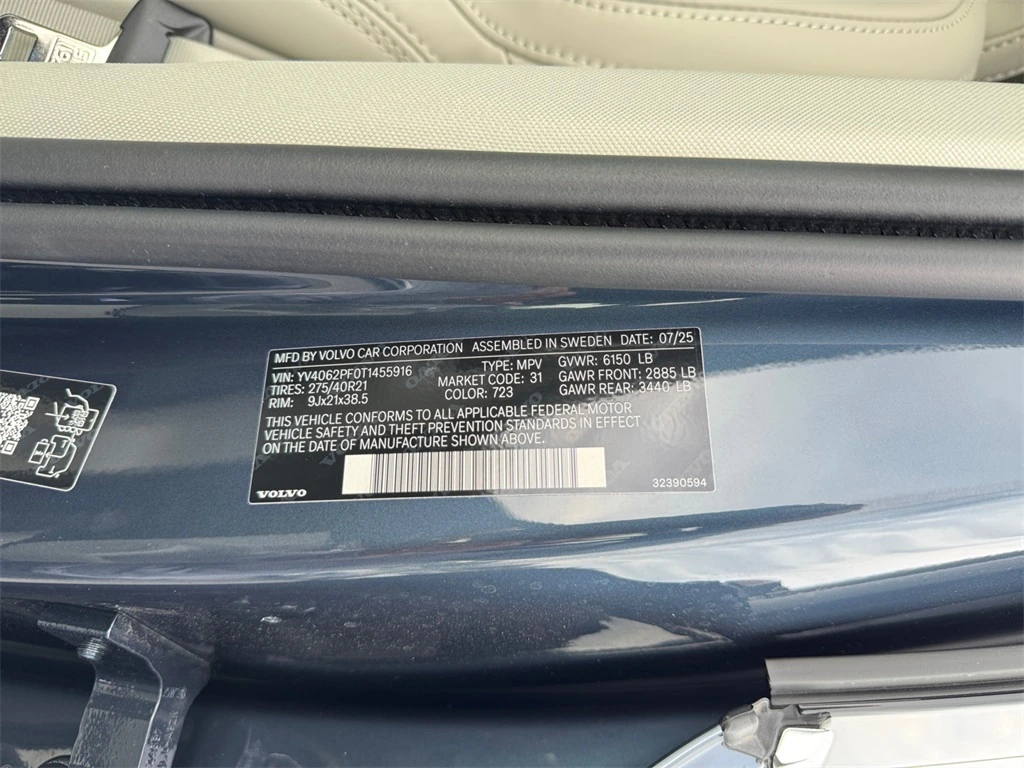 MFD BY VOLVO CAR CORPORATION ASSEMBLED IN SWEDEN DATE: 07/25
VIN: YV4062PF0T1455916 TYPE: MPV GVWR: 6150 LB
TIRES: 275/40R21 MARKET CODE: 31 GAWR FRONT: 2885 LB
RIM: 9Jx21x38.5 COLOR: 723 GAWR REAR: 3440 LB
THIS VEHICLE CONFORMS TO ALL APPLICABLE FEDERAL MOTOR
VEHICLE SAFETY AND THEFT PREVENTION STANDARDS IN EFFECT
ON THE DATE OF MANUFACTURE SHOWN ABOVE.
VOLVO 32390594